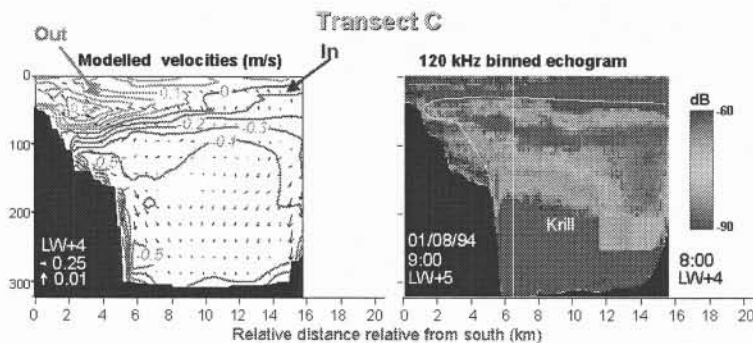 Transect C
Out
In
Modelled velocities (m/s)
120 kHz binned echogram
0
100
200
300
LW+4
0.25
0.01
-0.5
0 2 4 6 8 10 12 14 16 18 20
Krill
01/08/94
9:00
LW+5
8:00
LW+4
dB
-60
-90
0 2 4 6 8 10 12 14 16 18 20
Relative distance relative from south (km)